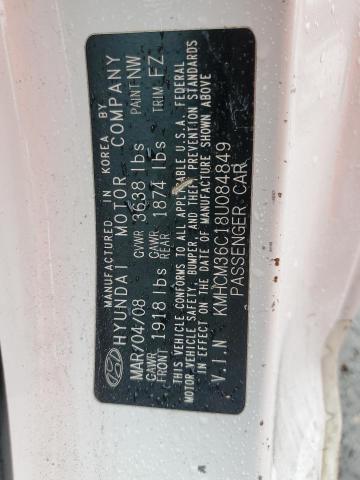 MANUFACTURED IN KOREA BY
HYUNDAI MOTOR COMPANY
MAR/04/08 GVWR 3638 lbs PAINT:NW
GAWR FRONT 1918 lbs GAWR REAR 1874 lbs TRIM FZ
THIS VEHICLE CONFORMS TO ALL APPLICABLE U.S.A. FEDERAL
MOTOR VEHICLE SAFETY, BUMPER, AND THEFT PREVENTION STANDARDS
IN EFFECT ON THE DATE OF MANUFACTURE SHOWN ABOVE
V.I.N KMHCM36C18U084849
PASSENGER CAR